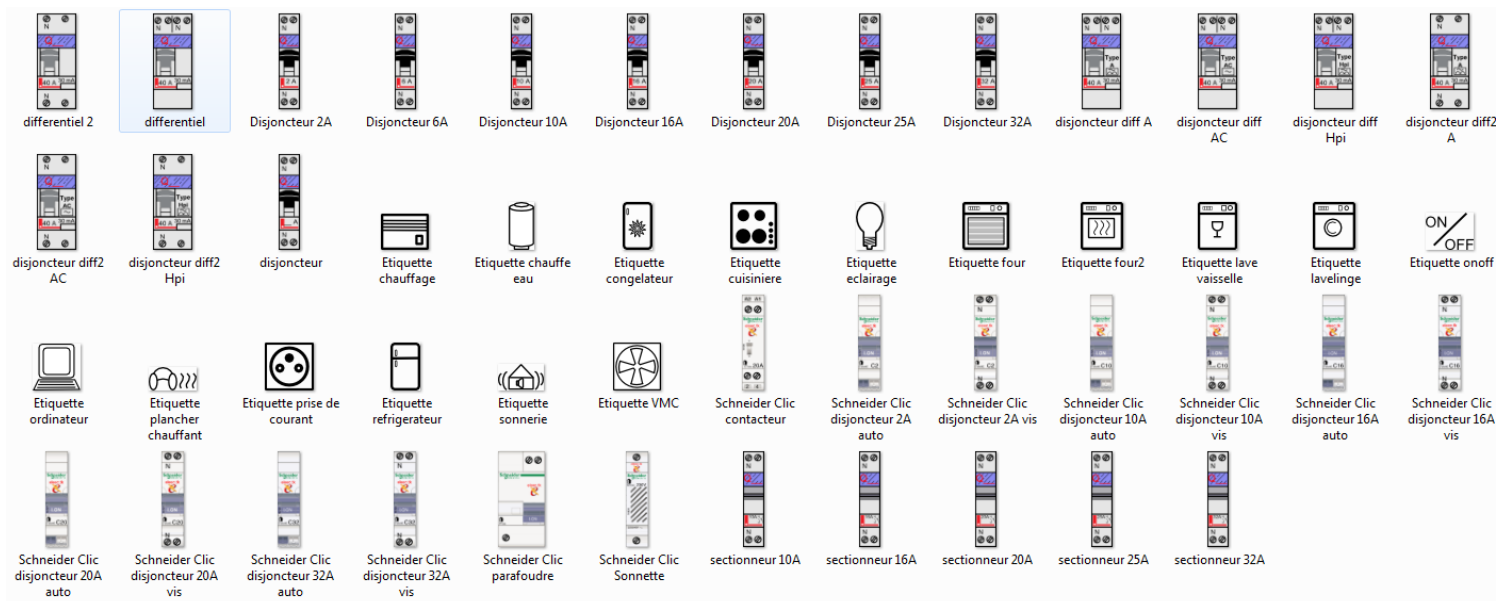 differentiel 2
differentiel
Disjoncteur 2A
Disjoncteur 6A
Disjoncteur 10A
Disjoncteur 16A
Disjoncteur 20A
Disjoncteur 25A
Disjoncteur 32A
disjoncteur diff A
disjoncteur diff
AC
disjoncteur diff
Hpi
disjoncteur diff2
A
disjoncteur diff2
AC
disjoncteur diff2
Hpi
disjoncteur
Etiquette
chauffage
Etiquette chauffe
eau
Etiquette
congelateur
Etiquette
cuisiniere
Etiquette
eclairage
Etiquette four
Etiquette four2
Etiquette lave
vaisselle
Etiquette
lavelinge
ON
OFF
Etiquette onoff
Etiquette
ordinateur
Etiquette
plancher
chauffant
Etiquette prise de
courant
Etiquette
refrigerateur
Etiquette
sonnerie
Etiquette VMC
Schneider Clic
contacteur
Schneider Clic
disjoncteur 2A
auto
Schneider Clic
disjoncteur 2A vis
Schneider Clic
disjoncteur 10A
auto
Schneider Clic
disjoncteur 10A
vis
Schneider Clic
disjoncteur 16A
auto
Schneider Clic
disjoncteur 16A
vis
Schneider Clic
disjoncteur 20A
auto
Schneider Clic
disjoncteur 20A
vis
Schneider Clic
disjoncteur 32A
auto
Schneider Clic
disjoncteur 32A
vis
Schneider Clic
parafoudre
Schneider Clic
Sonnette
sectionneur 10A
sectionneur 16A
sectionneur 20A
sectionneur 25A
sectionneur 32A